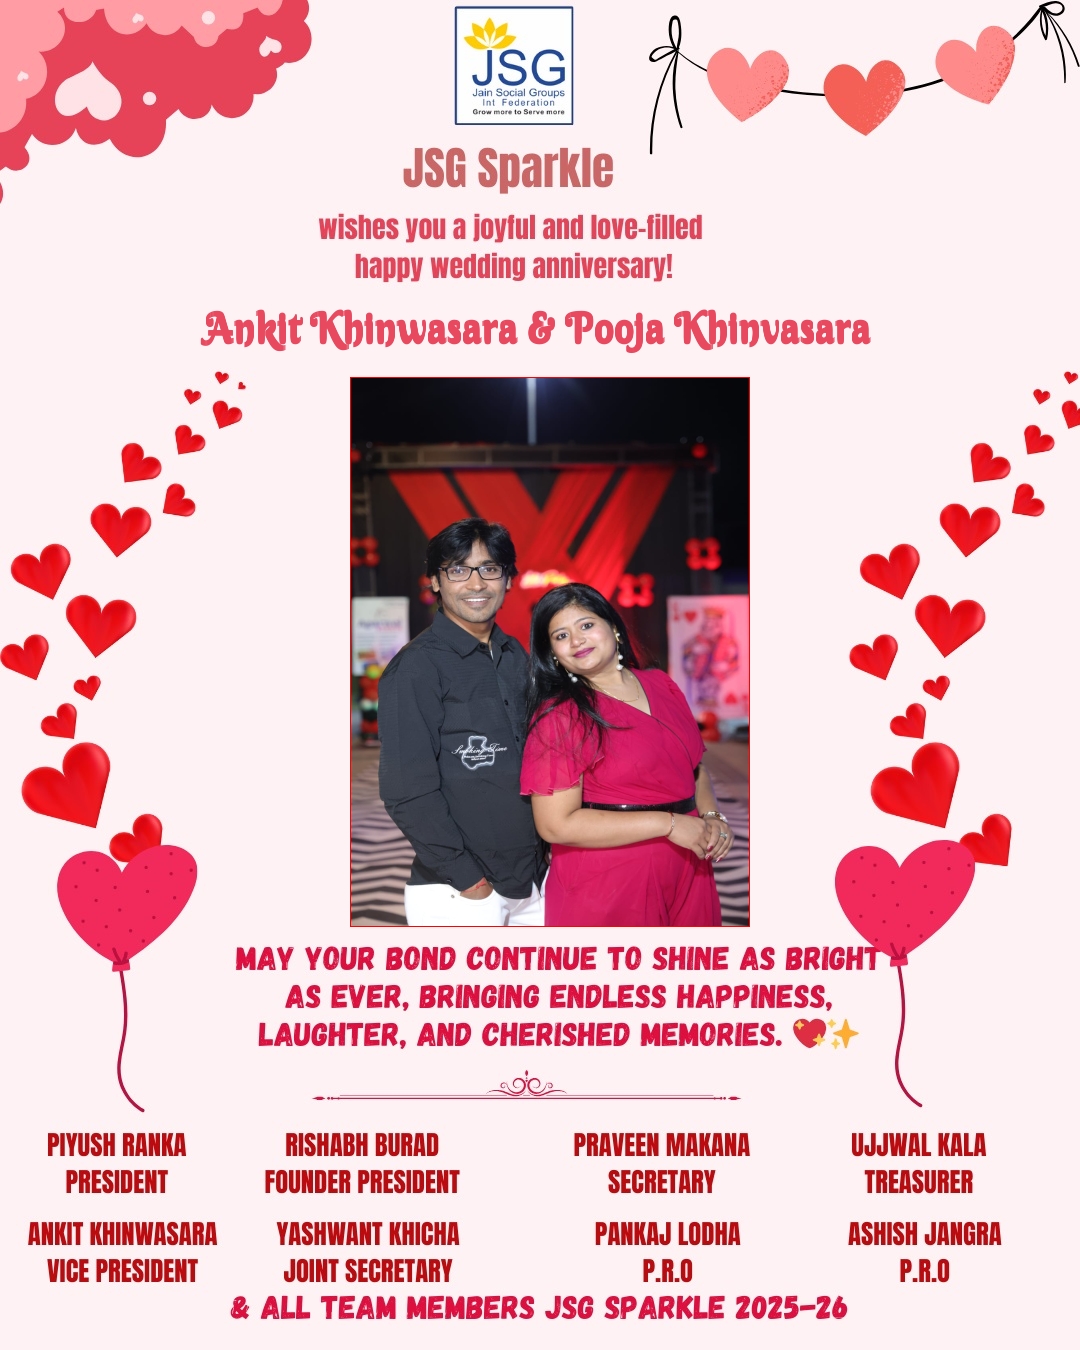 JSG
Jain Social Groups
Int Federation
Grow more to Serve more
JSG Sparkle
wishes you a joyful and love-filled
happy wedding anniversary!
Ankit Khinwasara & Pooja Khinvasara
MAY YOUR BOND CONTINUE TO SHINE AS BRIGHT
AS EVER, BRINGING ENDLESS HAPPINESS,
LAUGHTER, AND CHERISHED MEMORIES. 💖✨
PIYUSH RANKA
PRESIDENT
RISHABH BURAD
FOUNDER PRESIDENT
PRAVEEN MAKANA
SECRETARY
UJJWAL KALA
TREASURER
ANKIT KHINWASARA
VICE PRESIDENT
YASHWANT KHICHA
JOINT SECRETARY
PANKAJ LODHA
P.R.O
ASHISH JANGRA
P.R.O
& ALL TEAM MEMBERS JSG SPARKLE 2025-26